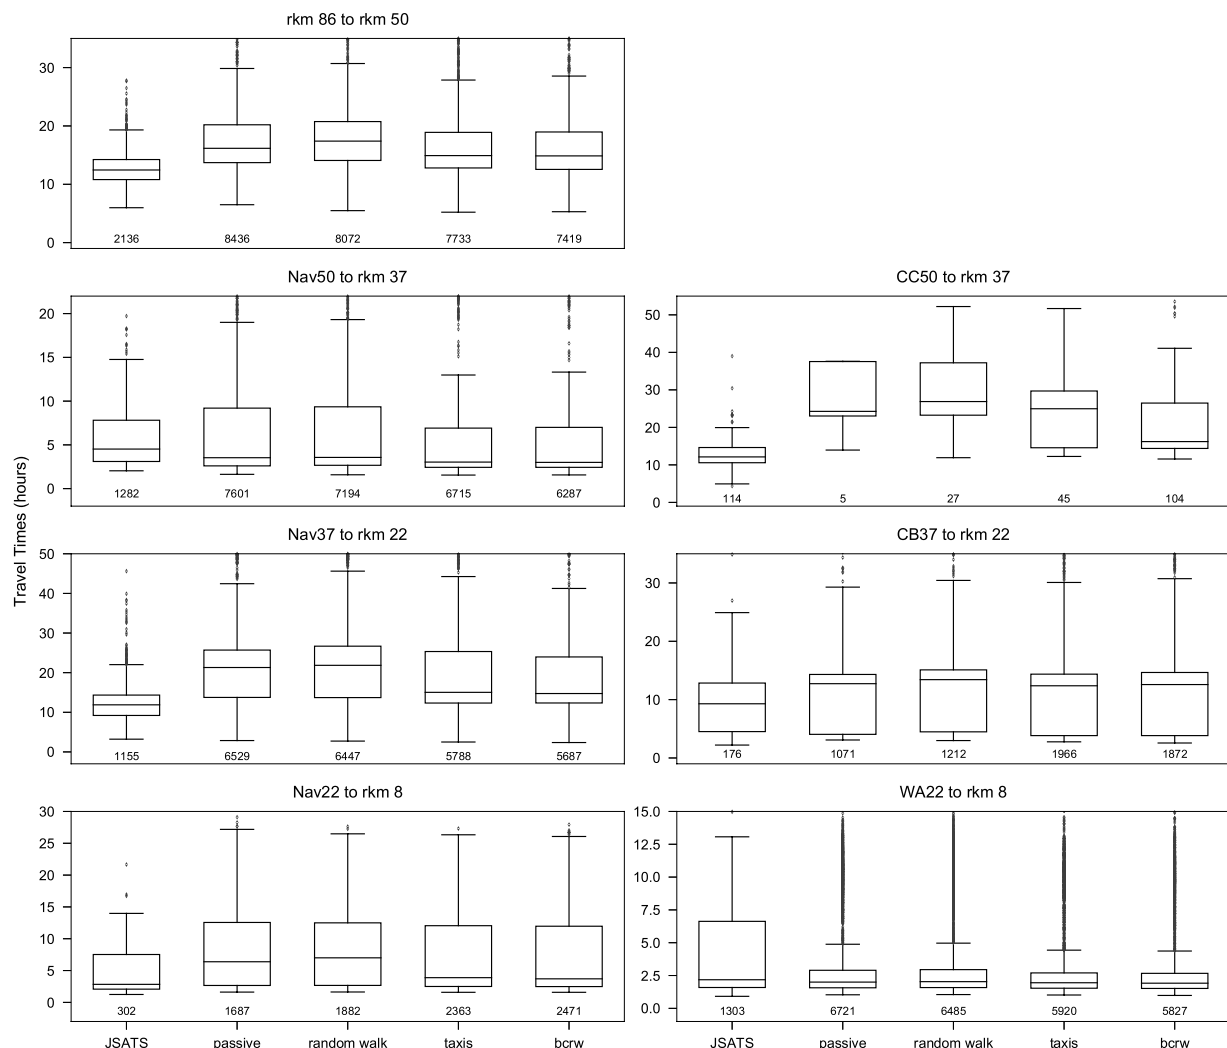 rkm 86 to rkm 50
30
20
10
0
2136 8436 8072 7733 7419
Nav50 to rkm 37
20
15
10
5
0
1282 7601 7194 6715 6287
CC50 to rkm 37
50
40
30
20
10
0
114 5 27 45 104
Travel Times (hours)
Nav37 to rkm 22
50
40
30
20
10
0
1155 6529 6447 5788 5687
CB37 to rkm 22
30
20
10
0
176 1071 1212 1966 1872
Nav22 to rkm 8
30
25
20
15
10
5
0
302 1687 1882 2363 2471
JSATS passive random walk taxis bcrw
WA22 to rkm 8
15.0
12.5
10.0
7.5
5.0
2.5
0.0
1303 6721 6485 5920 5827
JSATS passive random walk taxis bcrw